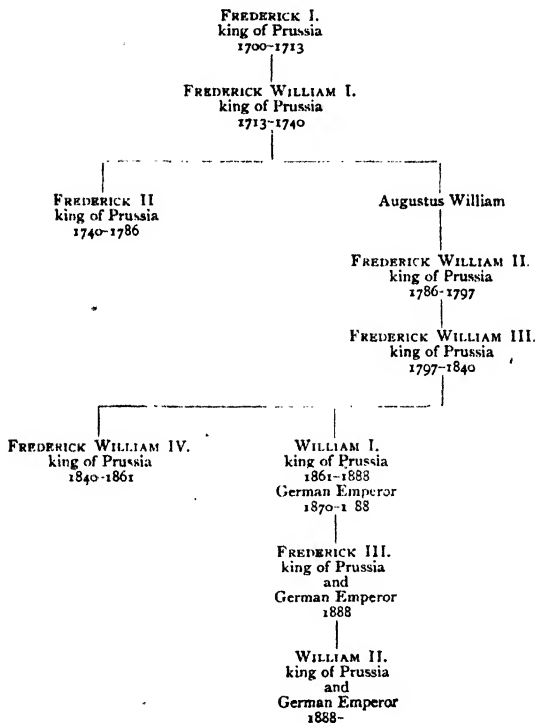 FREDERICK I.
king of Prussia
1700-1713
FREDERICK WILLIAM I.
king of Prussia
1713-1740
FREDERICK II
king of Prussia
1740-1786
Augustus William
FREDERICK WILLIAM II.
king of Prussia
1786-1797
FREDERICK WILLIAM III.
king of Prussia
1797-1840
FREDERICK WILLIAM IV.
king of Prussia
1840-1861
WILLIAM I.
king of Prussia
1861-1888
German Emperor
1870-1 88
FREDERICK III.
king of Prussia
and
German Emperor
1888
WILLIAM II.
king of Prussia
and
German Emperor
1888-